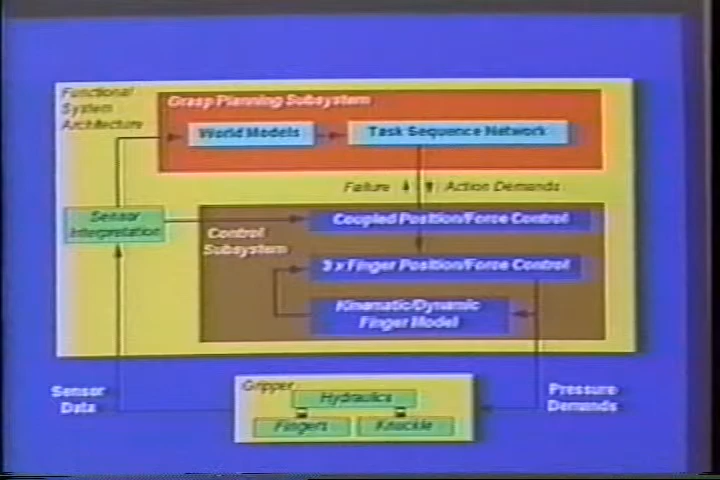 Functional
System
Architecture
Grasp Planning Subsystem
World Models
Task Sequence Network
Failure
Action Demands
Sensor
Interpretation
Control
Subsystem
Coupled Position/Force Control
3 x Finger Position/Force Control
Kinematic/Dynamic
Finger Model
Sensor
Data
Gripper
Hydraulics
Fingers
Knuckle
Pressure
Demands